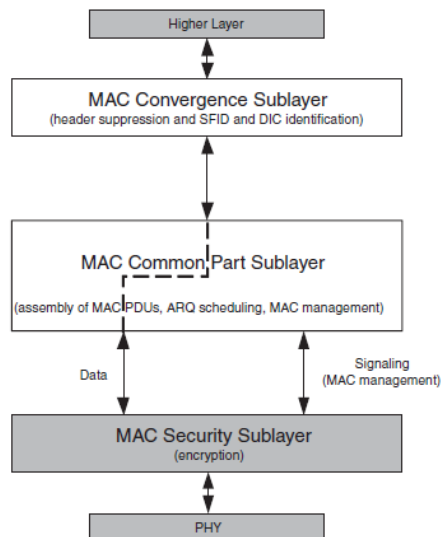 Higher Layer
MAC Convergence Sublayer
(header suppression and SFID and DIC identification)
MAC Common Part Sublayer
(assembly of MAC PDUs, ARQ scheduling, MAC management)
Data
Signaling
(MAC management)
MAC Security Sublayer
(encryption)
PHY